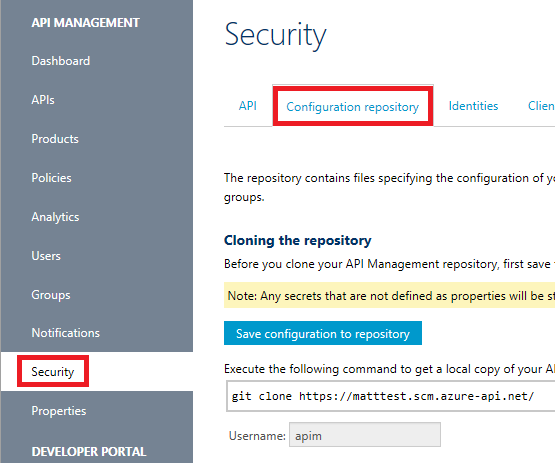 API MANAGEMENT
Dashboard
APIs
Products
Policies
Analytics
Users
Groups
Notifications
Security
Properties
DEVELOPER PORTAL
Security
API Configuration repository Identities
The repository contains files specifying the configuration of
groups.
Cloning the repository
Before you clone your API Management repository, first save
Note: Any secrets that are not defined as properties will be
Save configuration to repository
Execute the following command to get a local copy of your
git clone https://matttest.scm.azure-api.net/
Username: apim